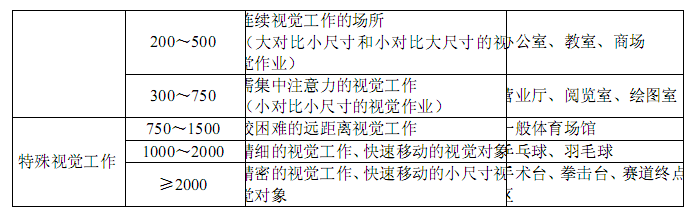 连续视觉工作的场所
200～500 （大对比小尺寸和小对比大尺寸的视 办公室、教室、商场
觉作业）
需集中注意力的视觉工作
300～750 （小对比小尺寸的视觉作业） 营业厅、阅览室、绘图室
750～1500 较困难的远距离视觉工作 一般体育场馆
特殊视觉工作 1000～2000 精细的视觉工作、快速移动的视觉对象 乒乓球、羽毛球
≥2000 精密的视觉工作、快速移动的小尺寸视 手术台、拳击台、赛道终点
觉对象 区